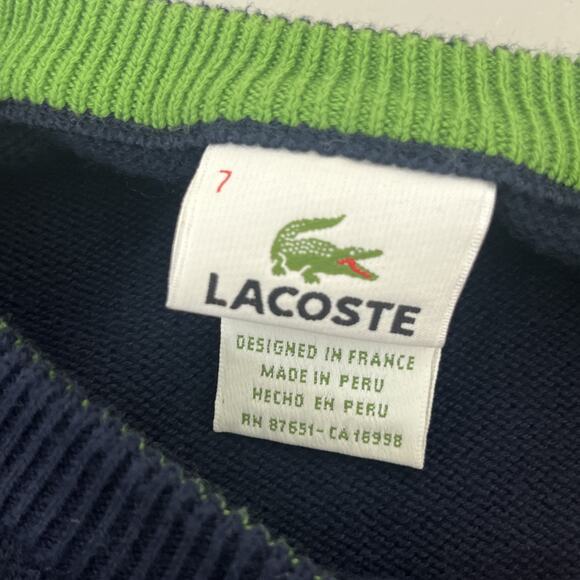 7
LACOSTE
DESIGNED IN FRANCE
MADE IN PERU
HECHO EN PERU
RN 87651-CA 16998